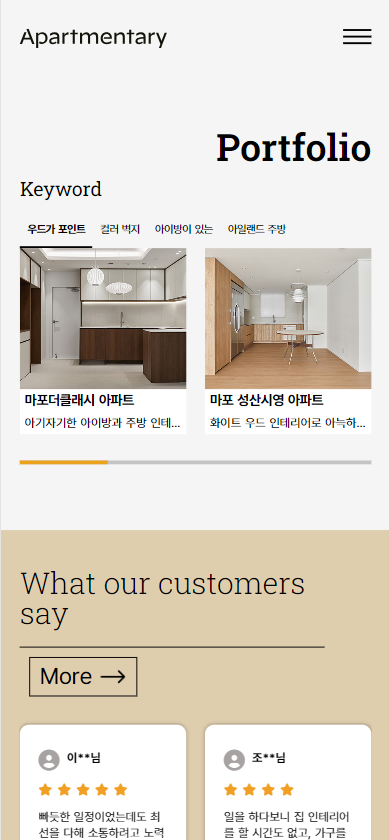 Apartmentary
Portfolio
Keyword
우드가 포인트 컬러 벽지 아이방이 있는 아일랜드 주방
마포더클래시 아파트
아기자기한 아이방과 주방 인테...
마포 성산시영 아파트
화이트 우드 인테리어로 아늑하...
What our customers
say
More →
이**님
빠듯한 일정이었는데도 최
선을 다해 소통하려고 노력
조**님
일을 하다보니 집 인테리어
를 할 시간도 없고, 가구를